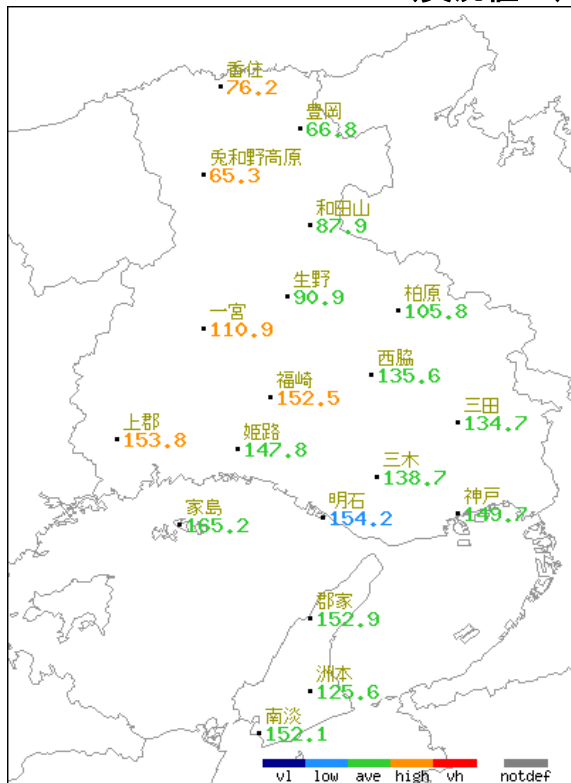 香住
76.2
豊岡
66.8
兎和野高原
65.3
和田山
87.9
生野
90.9
柏原
105.8
一宮
110.9
西脇
135.6
福崎
152.5
三田
134.7
上郡
153.8
姫路
147.8
三木
138.7
家島
165.2
明石
154.2
神戸
149.7
郡家
152.9
洲本
125.6
南淡
152.1
vl low ave high vh notdef